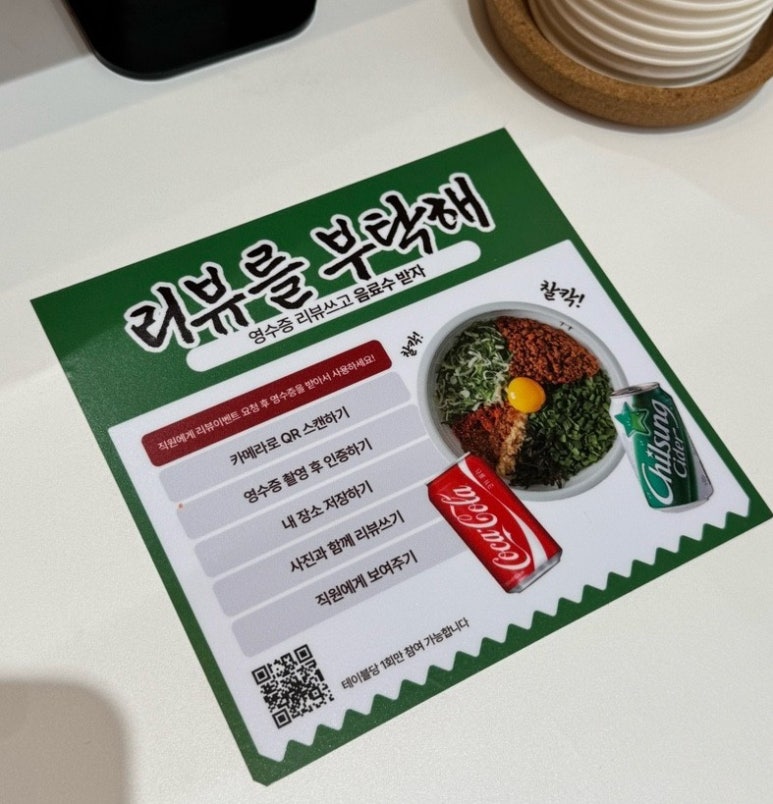 리뷰를 부탁해
영수증 리뷰쓰고 음료수 받자
찰칵!
찰칵!
직원에게 리뷰이벤트 요청 후 영수증을 받아서 사용하세요!
카메라로 QR 스캔하기
영수증 촬영 후 인증하기
내 장소 저장하기
사진과 함께 리뷰쓰기
직원에게 보여주기
Chilsung
Cider
Coca-Cola
테이블당 1회만 참여 가능합니다